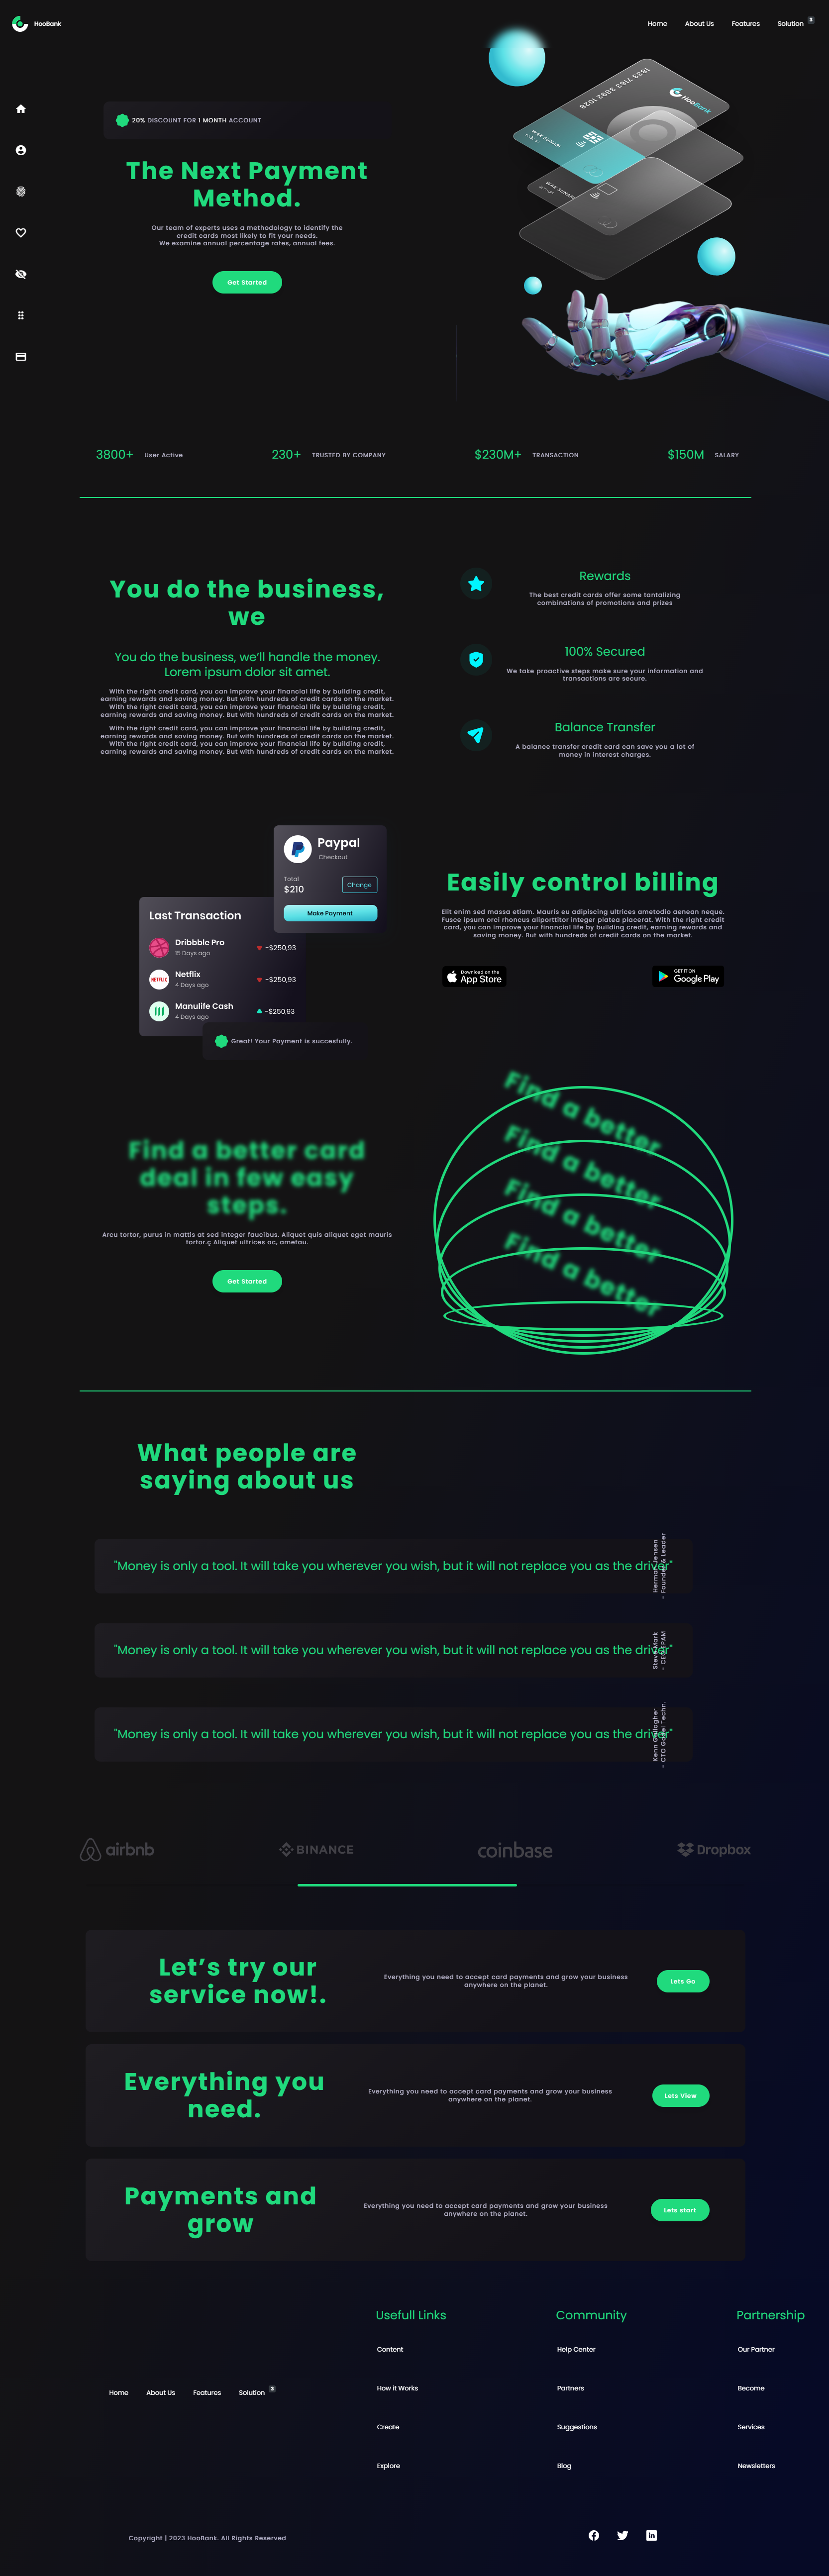 HooBank
Home
About Us
Features
Solution
3
20% DISCOUNT FOR 1 MONTH ACCOUNT
The Next Payment
Method.
Our team of experts uses a methodology to identify the
credit cards most likely to fit your needs.
We examine annual percentage rates, annual fees.
Get Started
HooBank
3800+
User Active
230+
TRUSTED BY COMPANY
$230M+
TRANSACTION
$150M
SALARY
You do the business,
we
You do the business, we’ll handle the money.
Lorem ipsum dolor sit amet.
With the right credit card, you can improve your financial life by building credit,
earning rewards and saving money. But with hundreds of credit cards on the market.
With the right credit card, you can improve your financial life by building credit,
earning rewards and saving money. But with hundreds of credit cards on the market.
With the right credit card, you can improve your financial life by building credit,
earning rewards and saving money. But with hundreds of credit cards on the market.
With the right credit card, you can improve your financial life by building credit,
earning rewards and saving money. But with hundreds of credit cards on the market.
Rewards
The best credit cards offer some tantalizing
combinations of promotions and prizes
100% Secured
We take proactive steps make sure your information and
transactions are secure.
Balance Transfer
A balance transfer credit card can save you a lot of
money in interest charges.
Paypal
Checkout
Total
$210
Change
Make Payment
Last Transaction
Dribbble Pro
15 Days ago
-$250,93
NETFLIX
Netflix
4 Days ago
-$250,93
Manulife Cash
4 Days ago
-$250,93
Great! Your Payment is succesfully.
Easily control billing
Elit enim sed massa etiam. Mauris eu adipiscing ultrices ametodio aenean neque.
Fusce ipsum orci rhoncus aliporttitor integer platea placerat. With the right credit
card, you can improve your financial life by building credit, earning rewards and
saving money. But with hundreds of credit cards on the market.
Download on the
App Store
GET IT ON
Google Play
Find a better card
deal in few easy
steps.
Arcu tortor, purus in mattis at sed integer faucibus. Aliquet quis aliquet eget mauris
tortor.ç Aliquet ultrices ac, ametau.
Get Started
Find a better
Find a better
Find a better
Find a better
What people are
saying about us
"Money is only a tool. It will take you wherever you wish, but it will not replace you as the driver"
Herman Jensen
– Founder & Leader
"Money is only a tool. It will take you wherever you wish, but it will not replace you as the driver"
Steve Mark
– CEO EPAM
"Money is only a tool. It will take you wherever you wish, but it will not replace you as the driver"
Kenn Gallagher
airbnb
BINANCE
coinbase
Dropbox
Let’s try our
service now!.
Everything you need to accept card payments and grow your business
anywhere on the planet.
Lets Go
Everything you
need.
Everything you need to accept card payments and grow your business
anywhere on the planet.
Lets View
Payments and
grow
Everything you need to accept card payments and grow your business
anywhere on the planet.
Lets start
Home
About Us
Features
Solution
3
Usefull Links
Content
How it Works
Create
Explore
Community
Help Center
Partners
Suggestions
Blog
Partnership
Our Partner
Become
Services
Newsletters
Copyright | 2023 HooBank. All Rights Reserved